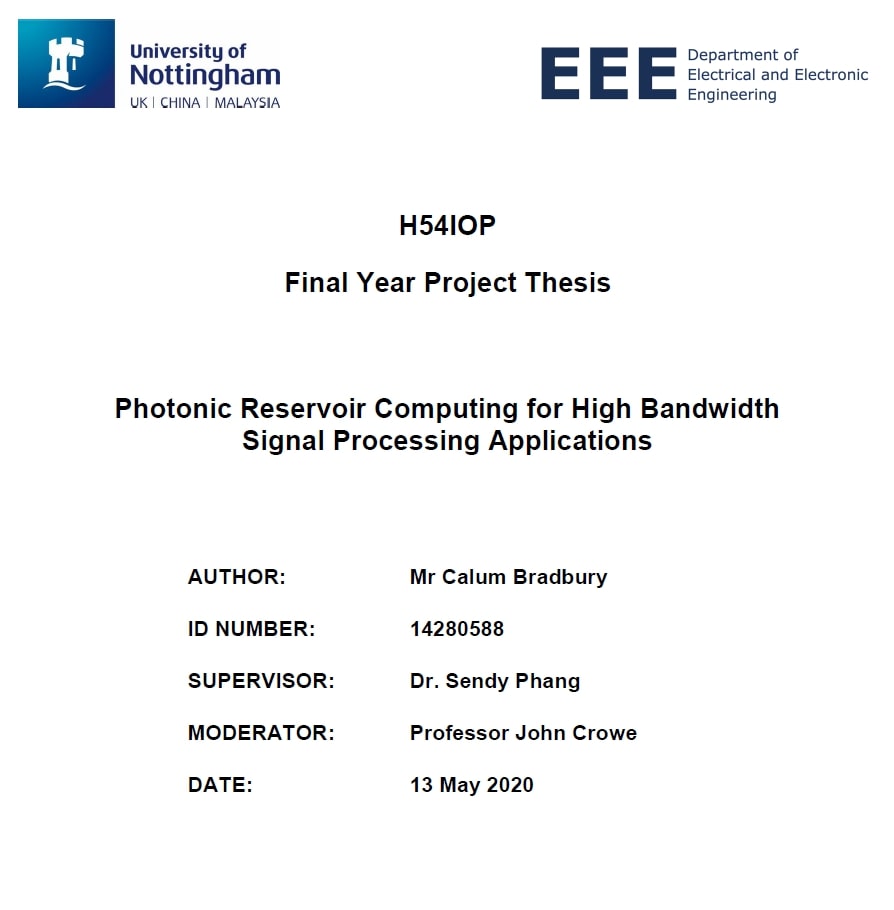 University of
Nottingham
UK | CHINA | MALAYSIA
EEE
Department of
Electrical and Electronic
Engineering
H54IOP
Final Year Project Thesis
Photonic Reservoir Computing for High Bandwidth
Signal Processing Applications
AUTHOR: Mr Calum Bradbury
ID NUMBER: 14280588
SUPERVISOR: Dr. Sendy Phang
MODERATOR: Professor John Crowe
DATE: 13 May 2020